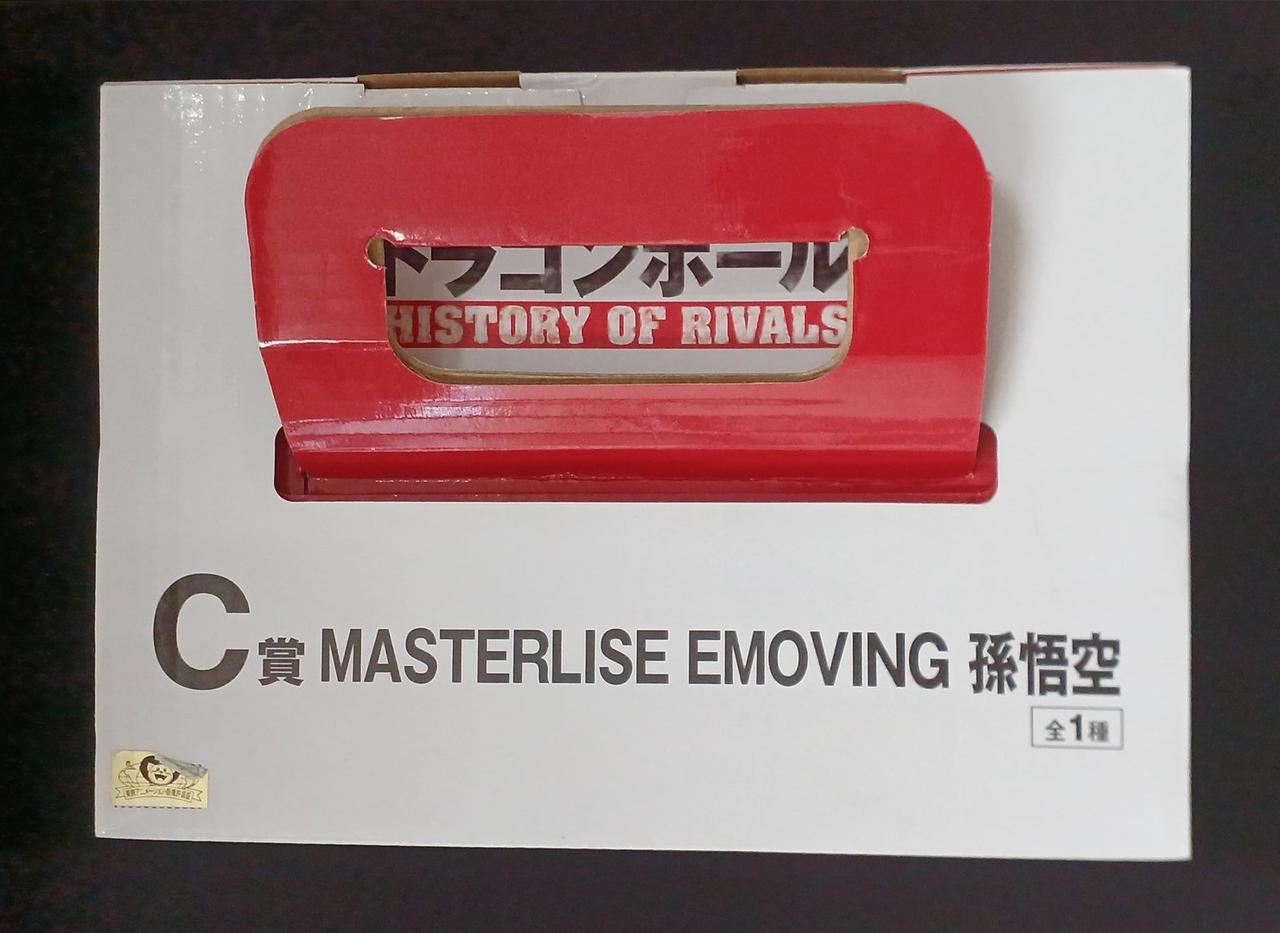 ドラゴンボール
HISTORY OF RIVALS
C賞 MASTERLISE EMOVING 孫悟空
全1種